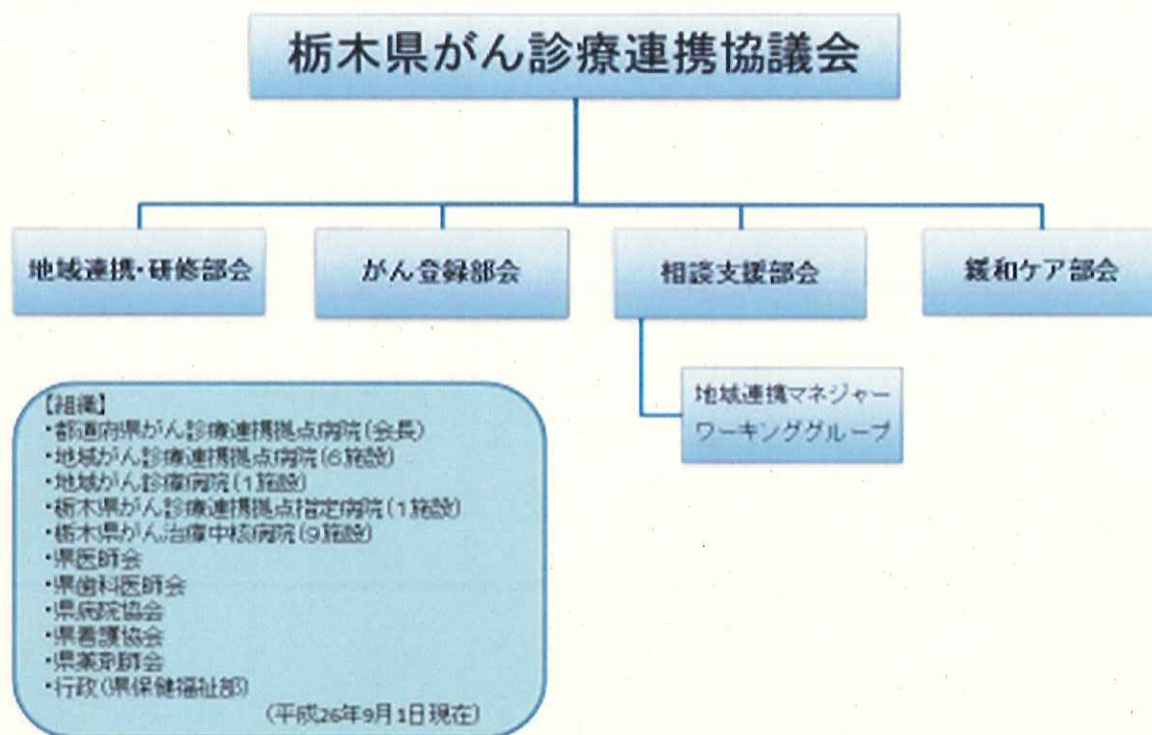 栃木県がん診療連携協議会
地域連携・研修部会
がん登録部会
相談支援部会
緩和ケア部会
地域連携マネジャー
ワーキンググループ
【組織】
・都道府県がん診療連携拠点病院(会長)
・地域がん診療連携拠点病院(6施設)
・地域がん診療病院(1施設)
・栃木県がん診療連携拠点指定病院(1施設)
・栃木県がん治療中核病院(9施設)
・県医師会
・県歯科医師会
・県病院協会
・県看護協会
・県薬剤師会
・行政(県保健福祉部)
(平成26年9月1日現在)